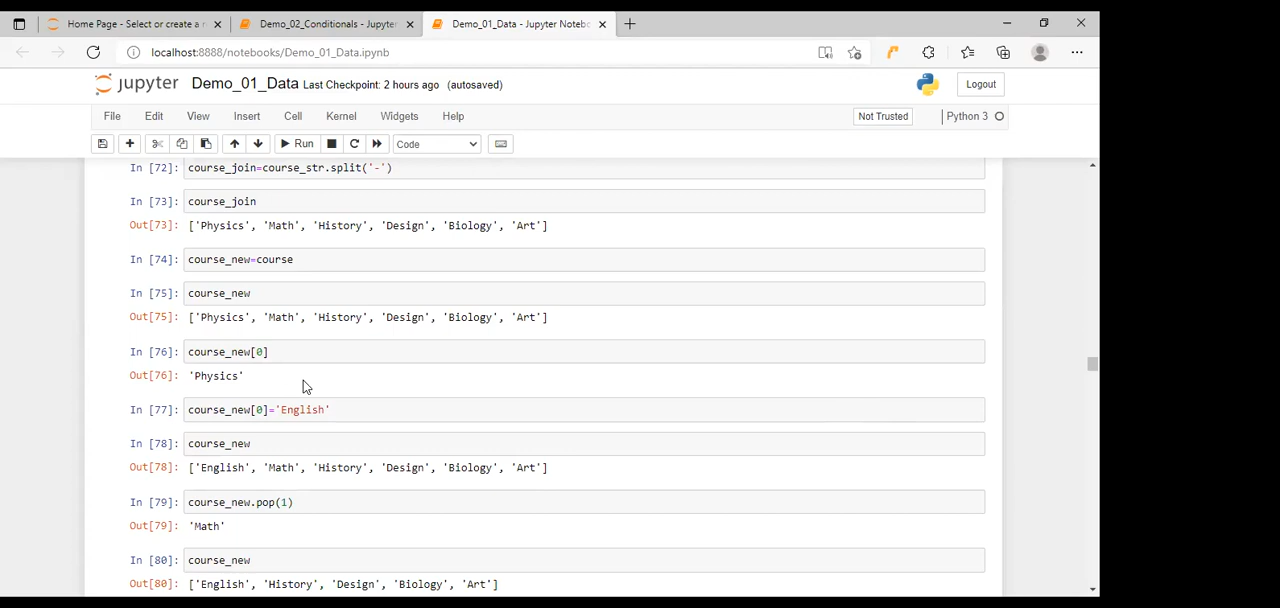 Home Page - Select or create a n
Demo_02_Conditionals - Jupyter
Demo_01_Data - Jupyter Notebo
localhost:8888/notebooks/Demo_01_Data.ipynb
jupyter Demo_01_Data Last Checkpoint: 2 hours ago (autosaved)
Logout
File Edit View Insert Cell Kernel Widgets Help
Not Trusted
Python 3
Run
Code
In [72]: course_join=course_str.split('-')
In [73]: course_join
Out[73]: ['Physics', 'Math', 'History', 'Design', 'Biology', 'Art']
In [74]: course_new=course
In [75]: course_new
Out[75]: ['Physics', 'Math', 'History', 'Design', 'Biology', 'Art']
In [76]: course_new[0]
Out[76]: 'Physics'
In [77]: course_new[0]='English'
In [78]: course_new
Out[78]: ['English', 'Math', 'History', 'Design', 'Biology', 'Art']
In [79]: course_new.pop(1)
Out[79]: 'Math'
In [80]: course_new
Out[80]: ['English', 'History', 'Design', 'Biology', 'Art']